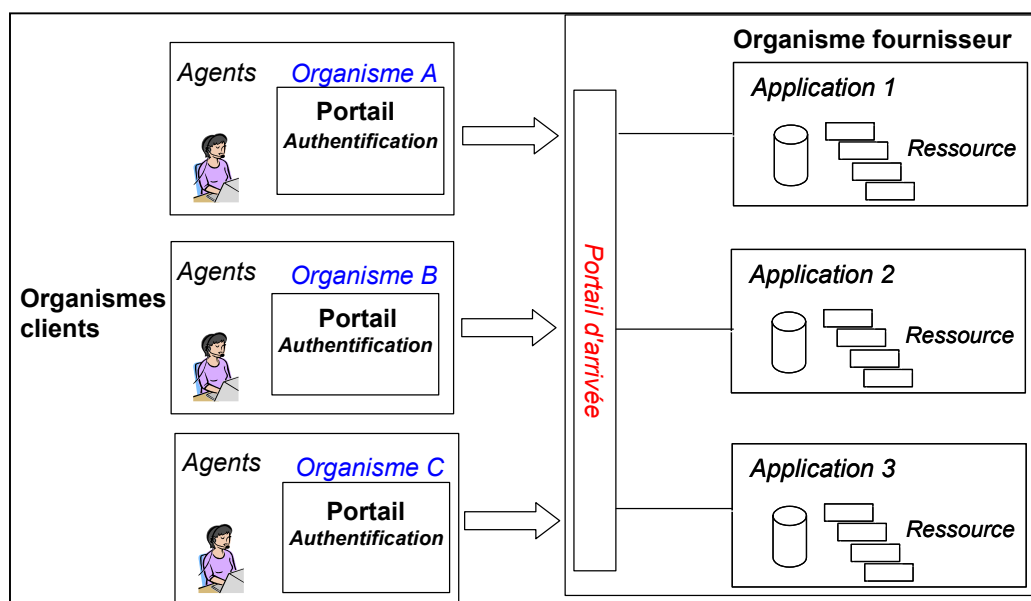 Organismes
clients
Agents
Organisme A
Portail
Authentification
Agents
Organisme B
Portail
Authentification
Agents
Organisme C
Portail
Authentification
Portail d'arrivée
Organisme fournisseur
Application 1
Ressource
Application 2
Ressource
Application 3
Ressource